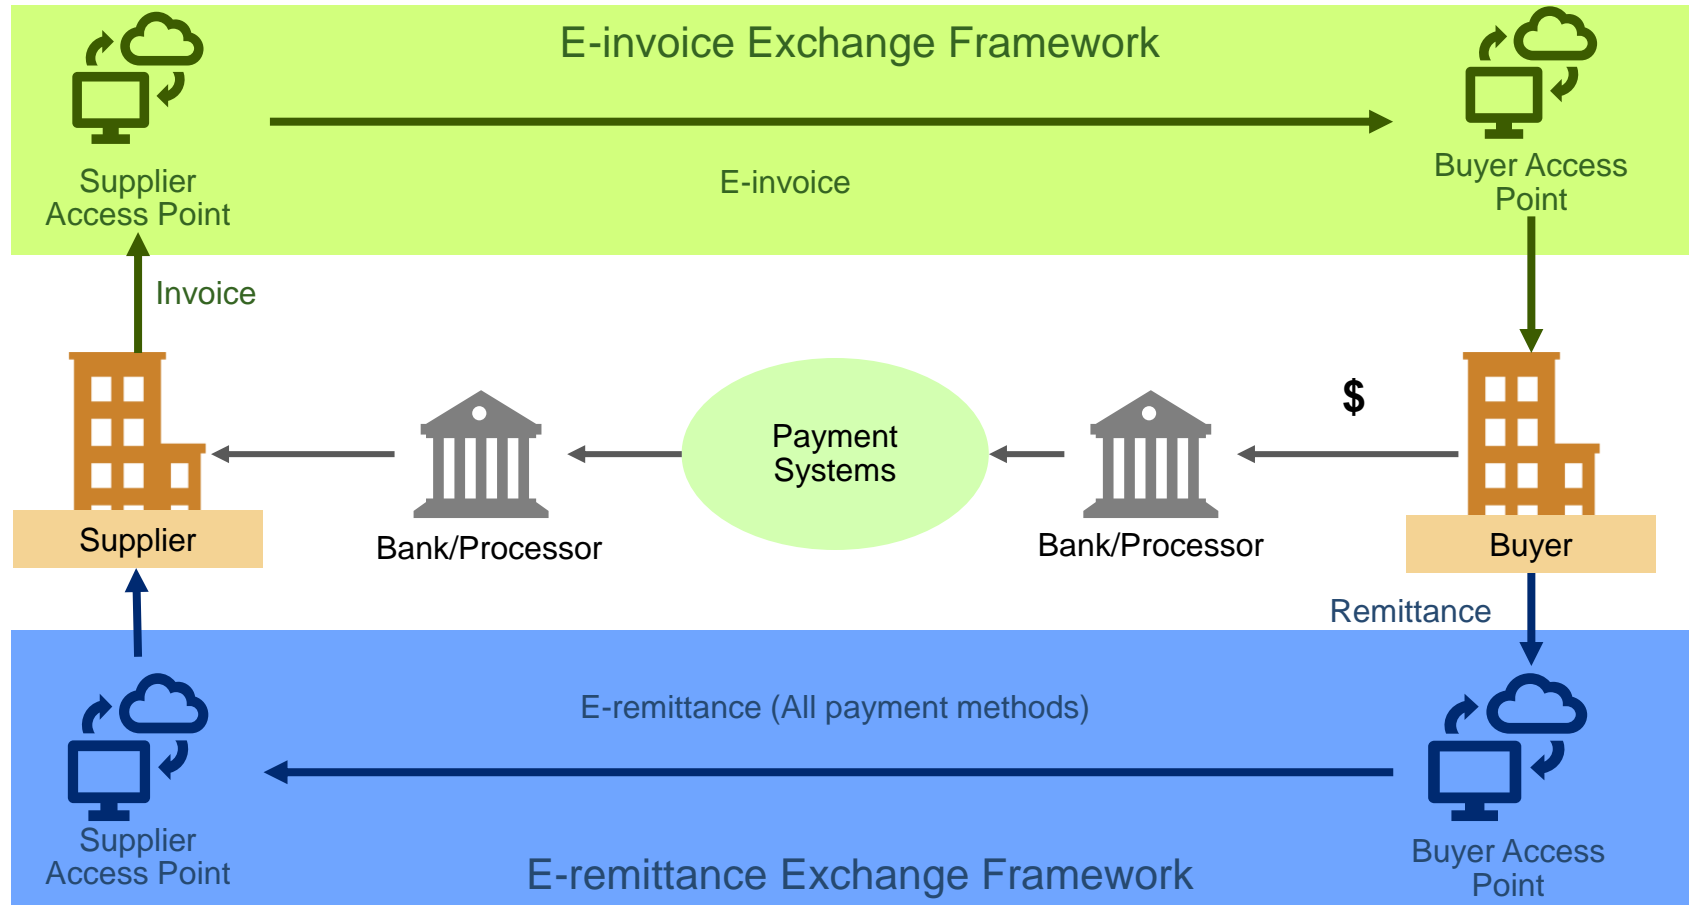 E-invoice Exchange Framework
Supplier
Access Point
E-invoice
Buyer Access
Point
Invoice
$
Payment
Systems
Supplier
Bank/Processor
Bank/Processor
Buyer
Remittance
E-remittance (All payment methods)
Supplier
Access Point
Buyer Access
Point
E-remittance Exchange Framework